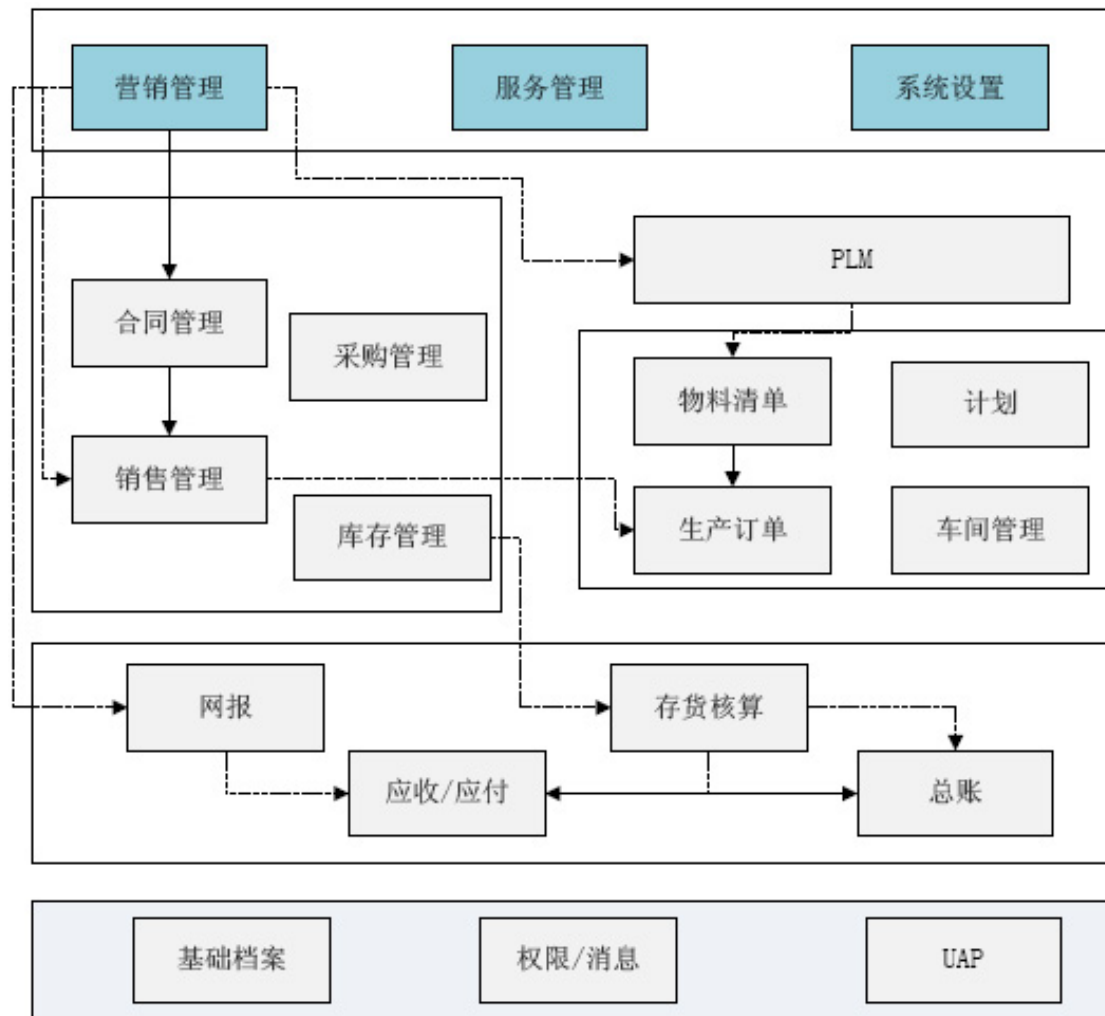 营销管理
服务管理
系统设置
PLM
合同管理
采购管理
物料清单
计划
销售管理
库存管理
生产订单
车间管理
网报
存货核算
应收/应付
总账
基础档案
权限/消息
UAP